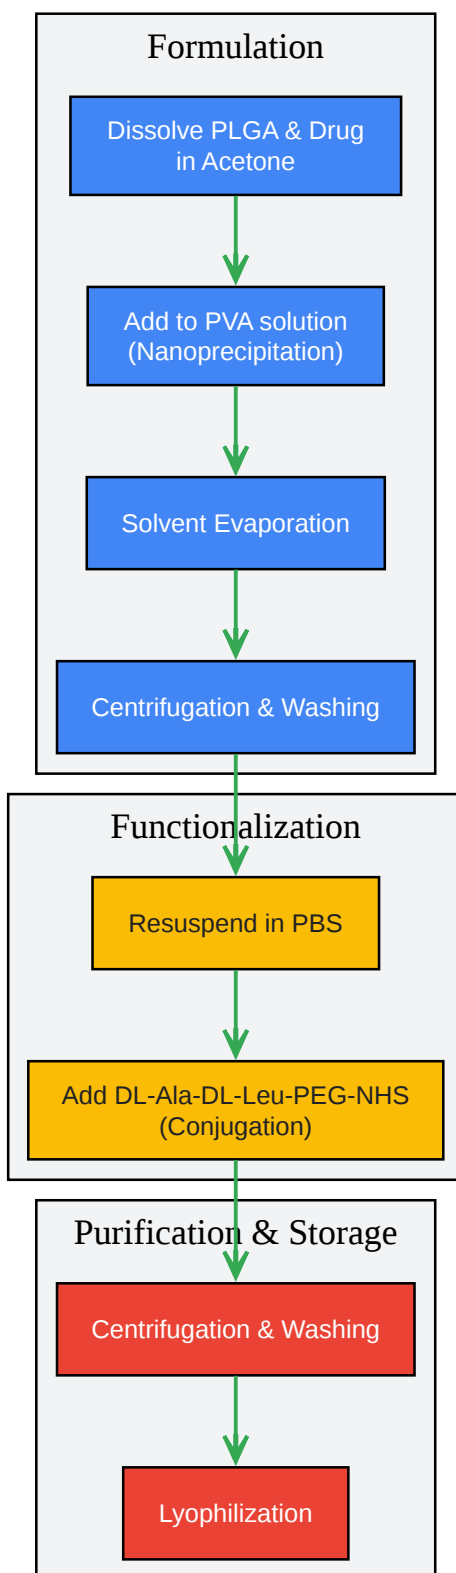 Formulation
Dissolve PLGA & Drug
in Acetone
Add to PVA solution
(Nanoprecipitation)
Solvent Evaporation
Centrifugation & Washing
Functionalization
Resuspend in PBS
Add DL-Ala-DL-Leu-PEG-NHS
(Conjugation)
Purification & Storage
Centrifugation & Washing
Lyophilization